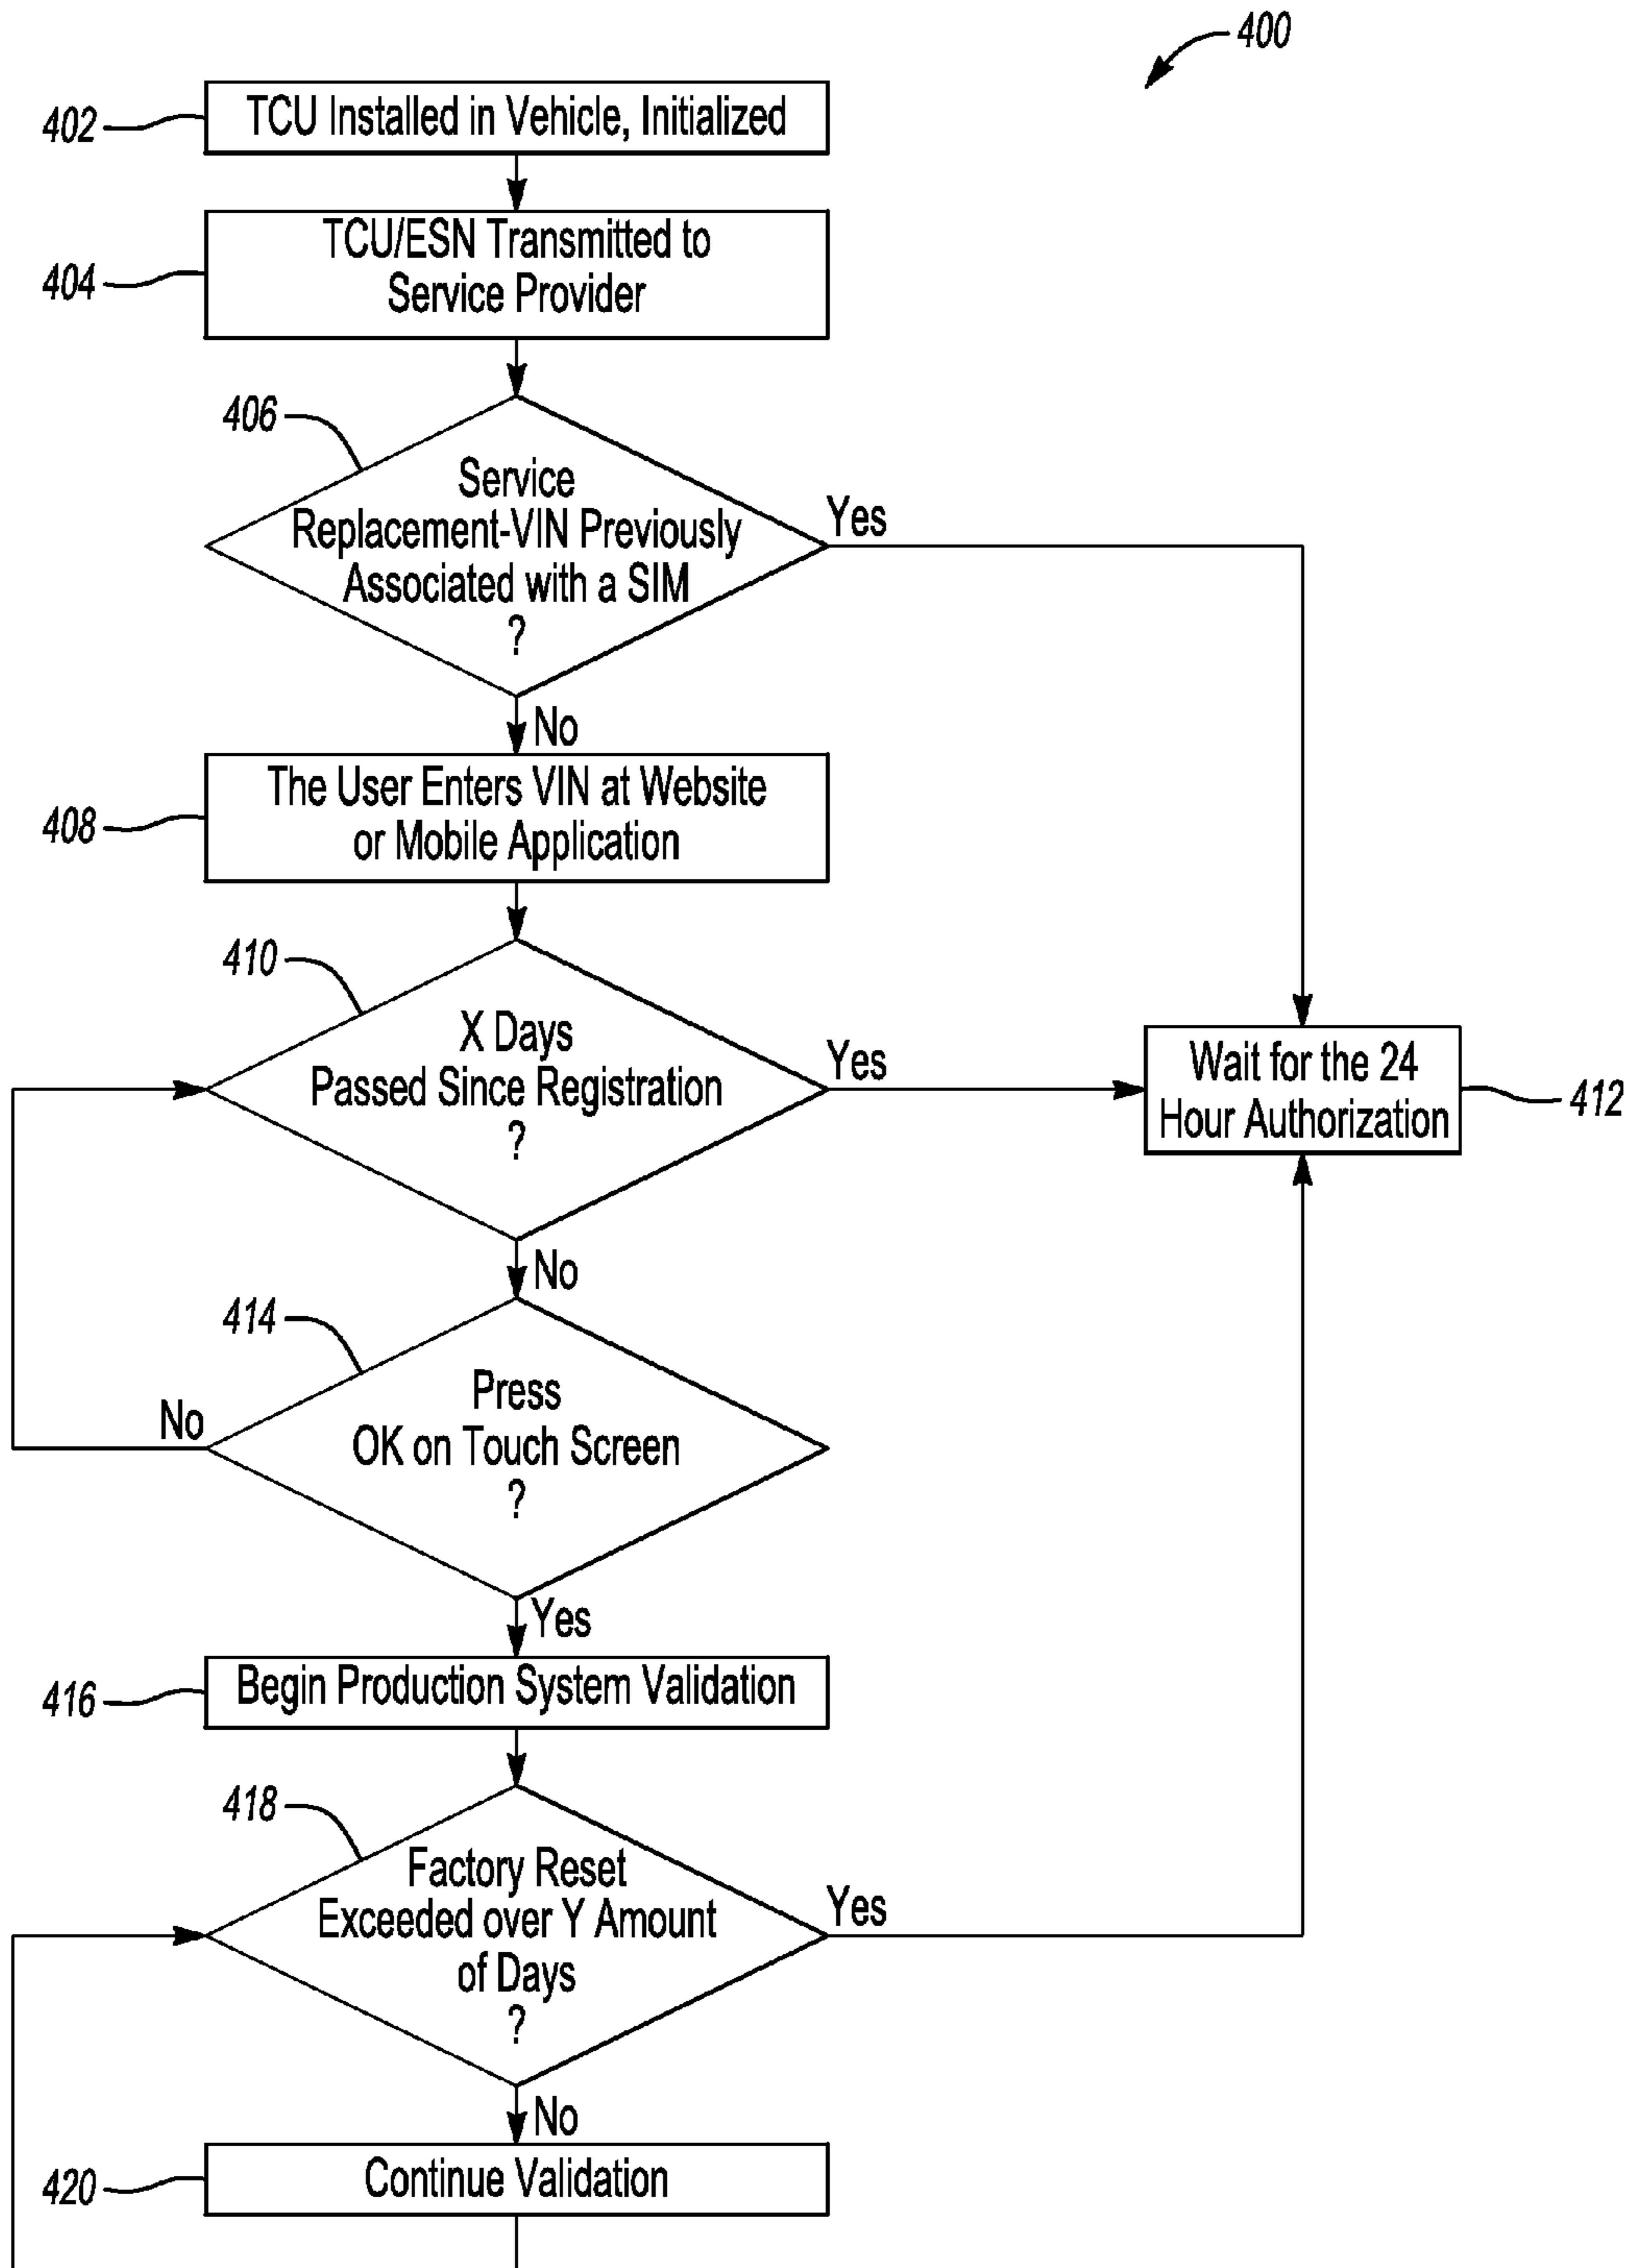 400
402
TCU Installed in Vehicle, Initialized
404
TCU/ESN Transmitted to
Service Provider
406
Service
Replacement-VIN Previously
Associated with a SIM
?
Yes
No
408
The User Enters VIN at Website
or Mobile Application
410
X Days
Passed Since Registration
?
Yes
Wait for the 24
Hour Authorization
412
No
414
Press
OK on Touch Screen
?
No
Yes
416
Begin Production System Validation
418
Factory Reset
Exceeded over Y Amount
of Days
?
Yes
No
420
Continue Validation